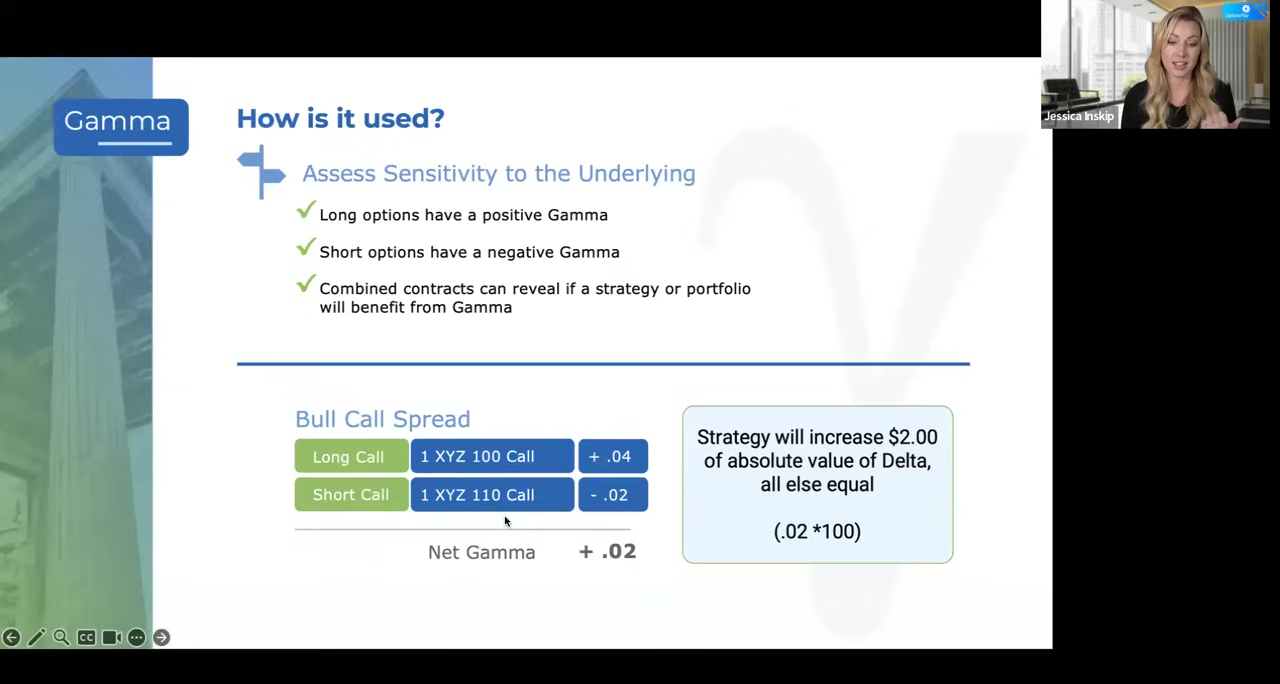 Jessica Inskip
Gamma
How is it used?
Assess Sensitivity to the Underlying
Long options have a positive Gamma
Short options have a negative Gamma
Combined contracts can reveal if a strategy or portfolio
will benefit from Gamma
Bull Call Spread
Long Call 1 XYZ 100 Call + .04
Short Call 1 XYZ 110 Call - .02
Net Gamma + .02
Strategy will increase $2.00
of absolute value of Delta,
all else equal
(.02 *100)
CC